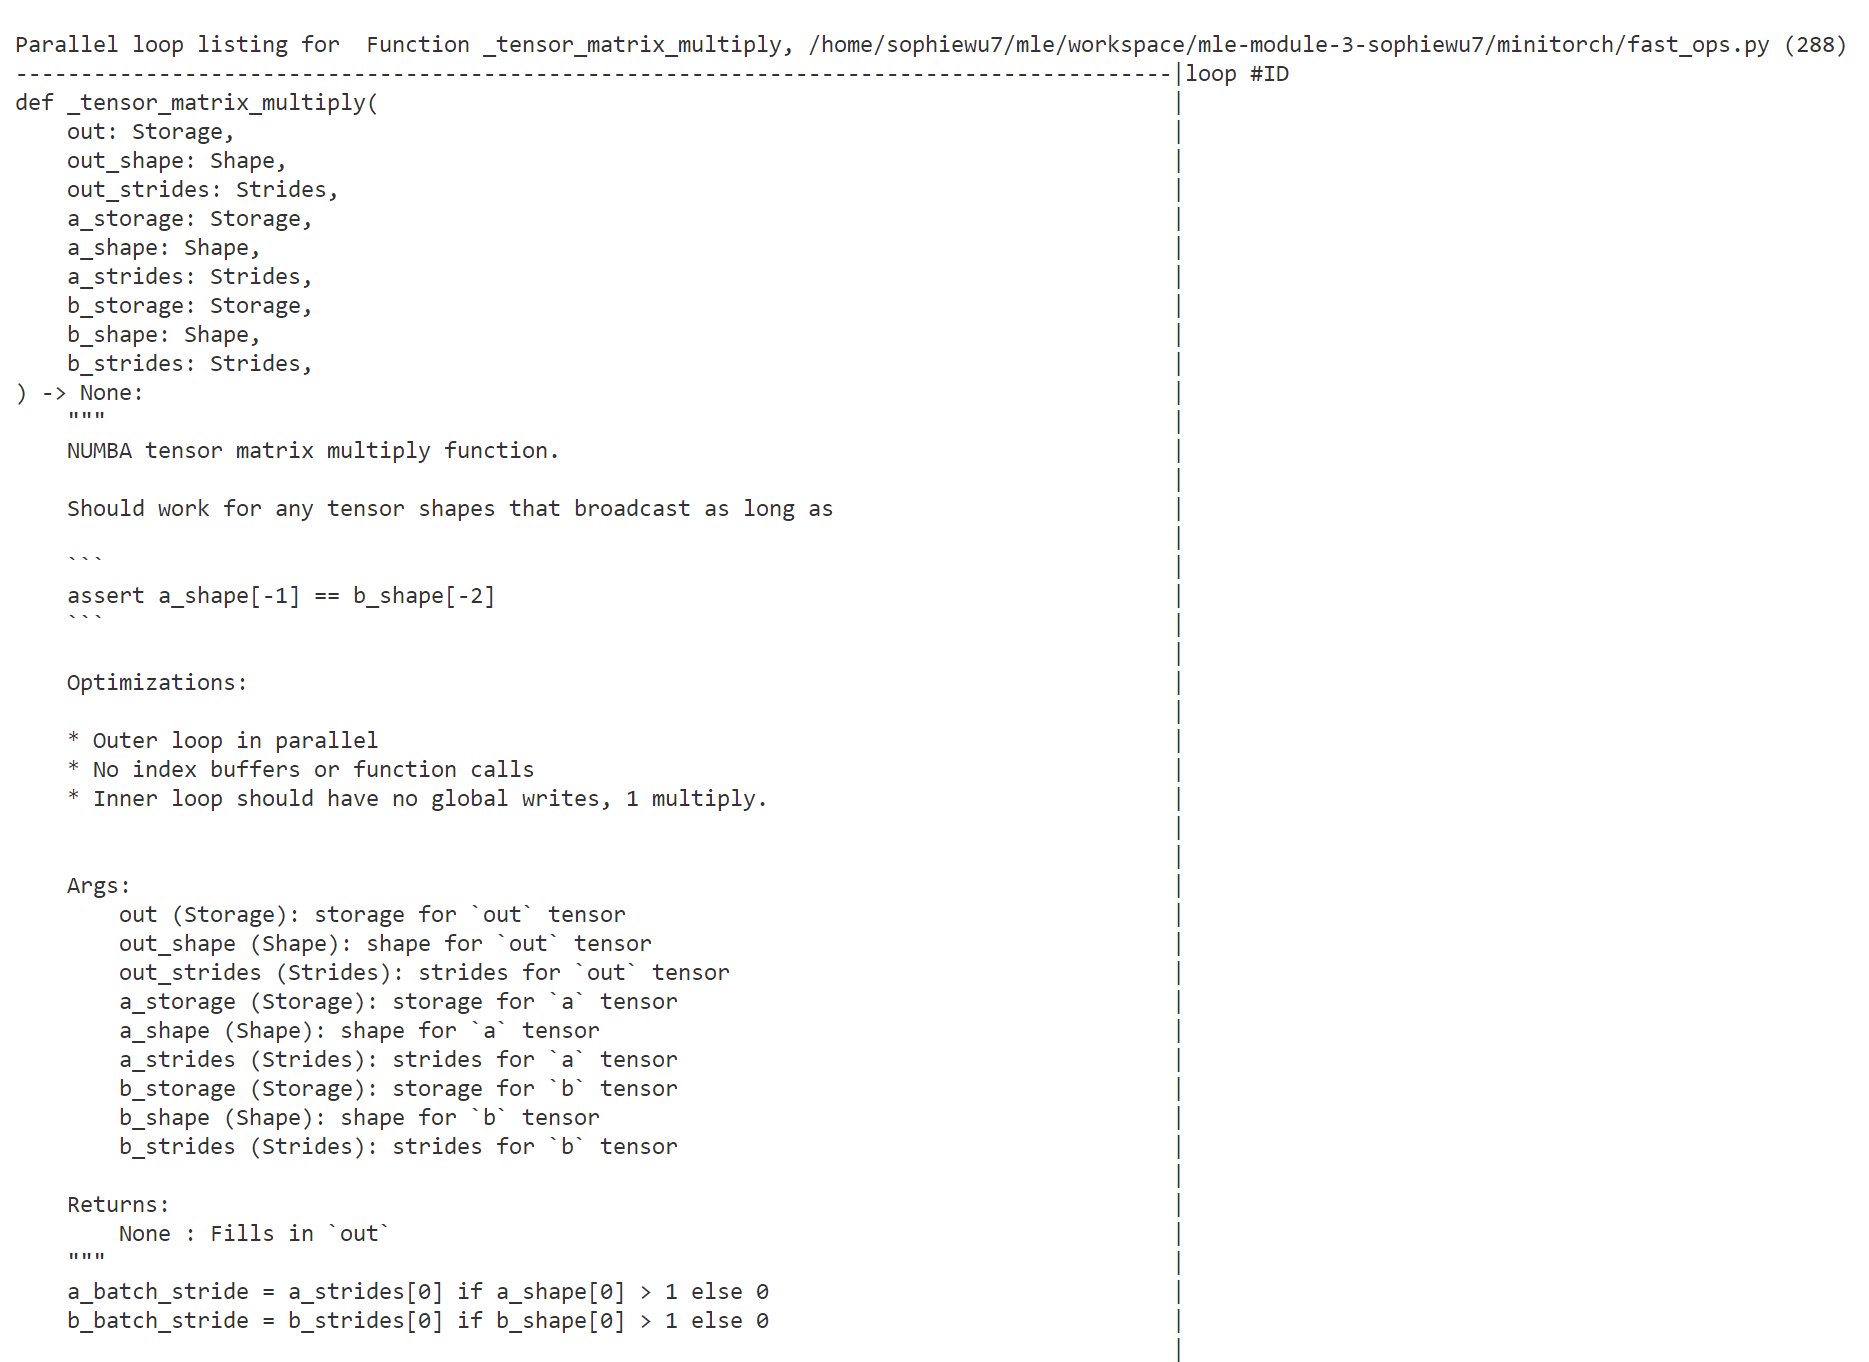 Parallel loop listing for  Function _tensor_matrix_multiply, /home/sophiewu7/mle/workspace/mle-module-3-sophiewu7/minitorch/fast_ops.py (288)
-----------------------------------------------------------------------------------------|loop #ID
def _tensor_matrix_multiply(                                                             |
    out: Storage,                                                                        |
    out_shape: Shape,                                                                    |
    out_strides: Strides,                                                                |
    a_storage: Storage,                                                                  |
    a_shape: Shape,                                                                      |
    a_strides: Strides,                                                                  |
    b_storage: Storage,                                                                  |
    b_shape: Shape,                                                                      |
    b_strides: Strides,                                                                  |
) -> None:                                                                               |
    """                                                                                  |
    NUMBA tensor matrix multiply function.                                               |
                                                                                         |
    Should work for any tensor shapes that broadcast as long as                          |
                                                                                         |
    ```                                                                                  |
    assert a_shape[-1] == b_shape[-2]                                                    |
    ```                                                                                  |
                                                                                         |
    Optimizations:                                                                       |
                                                                                         |
    * Outer loop in parallel                                                             |
    * No index buffers or function calls                                                 |
    * Inner loop should have no global writes, 1 multiply.                               |
                                                                                         |
                                                                                         |
    Args:                                                                                |
        out (Storage): storage for `out` tensor                                          |
        out_shape (Shape): shape for `out` tensor                                        |
        out_strides (Strides): strides for `out` tensor                                  |
        a_storage (Storage): storage for `a` tensor                                      |
        a_shape (Shape): shape for `a` tensor                                            |
        a_strides (Strides): strides for `a` tensor                                      |
        b_storage (Storage): storage for `b` tensor                                      |
        b_shape (Shape): shape for `b` tensor                                            |
        b_strides (Strides): strides for `b` tensor                                      |
                                                                                         |
    Returns:                                                                             |
        None : Fills in `out`                                                            |
    """                                                                                  |
    a_batch_stride = a_strides[0] if a_shape[0] > 1 else 0                               |
    b_batch_stride = b_strides[0] if b_shape[0] > 1 else 0                               |
                                                                                         |